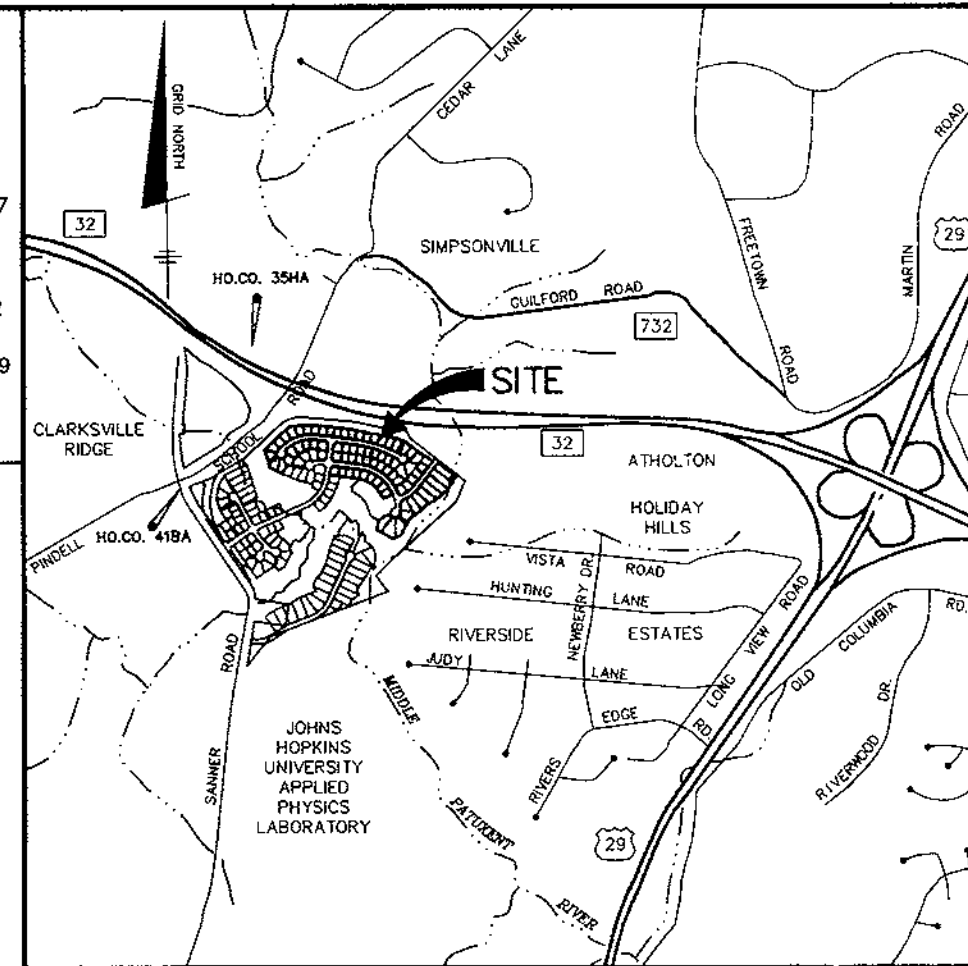 GRID NORTH
CEDAR LANE
7
32
HO.CO. 35HA
SIMPSONVILLE
GUILFORD ROAD
732
FREETOWN
ROAD
MARTIN
ROAD
29
9
ROAD
SCHOOL
PINDELL
SITE
CLARKSVILLE
RIDGE
HO.CO. 41BA
32
ATHOLTON
HOLIDAY
HILLS
VISTA ROAD
HUNTING LANE
NEWBERRY DR.
RIVERSIDE ESTATES
JUDY LANE
LONG VIEW ROAD
OLD COLUMBIA RD.
RIVERS EDGE RD.
RIVERWOOD DR.
SANNER ROAD
JOHNS
HOPKINS
UNIVERSITY
APPLIED
PHYSICS
LABORATORY
MIDDLE
PATUXENT
RIVER
29